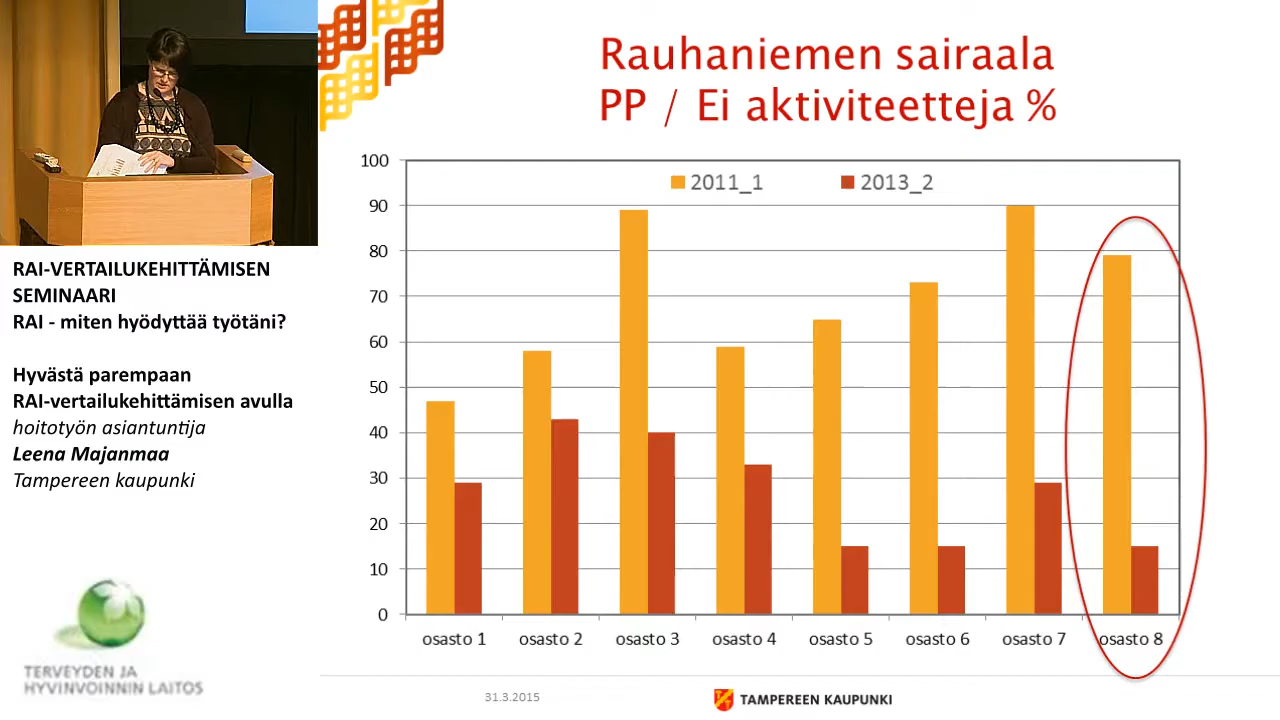 RAI-VERTAILUKEHITTÄMISEN
SEMINAARI
RAI - miten hyödyttää työtäni?
Hyvästä parempaan
RAI-vertailukehittämisen avulla
hoitotyön asiantuntija
Leena Majanmaa
Tampereen kaupunki
TERVEYDEN JA
HYVINVOINNIN LAITOS
Rauhaniemen sairaala
PP / Ei aktiviteetteja %
2011_1 2013_2
100
90
80
70
60
50
40
30
20
10
0
osasto 1 osasto 2 osasto 3 osasto 4 osasto 5 osasto 6 osasto 7 osasto 8
31.3.2015
TAMPEREEN KAUPUNKI